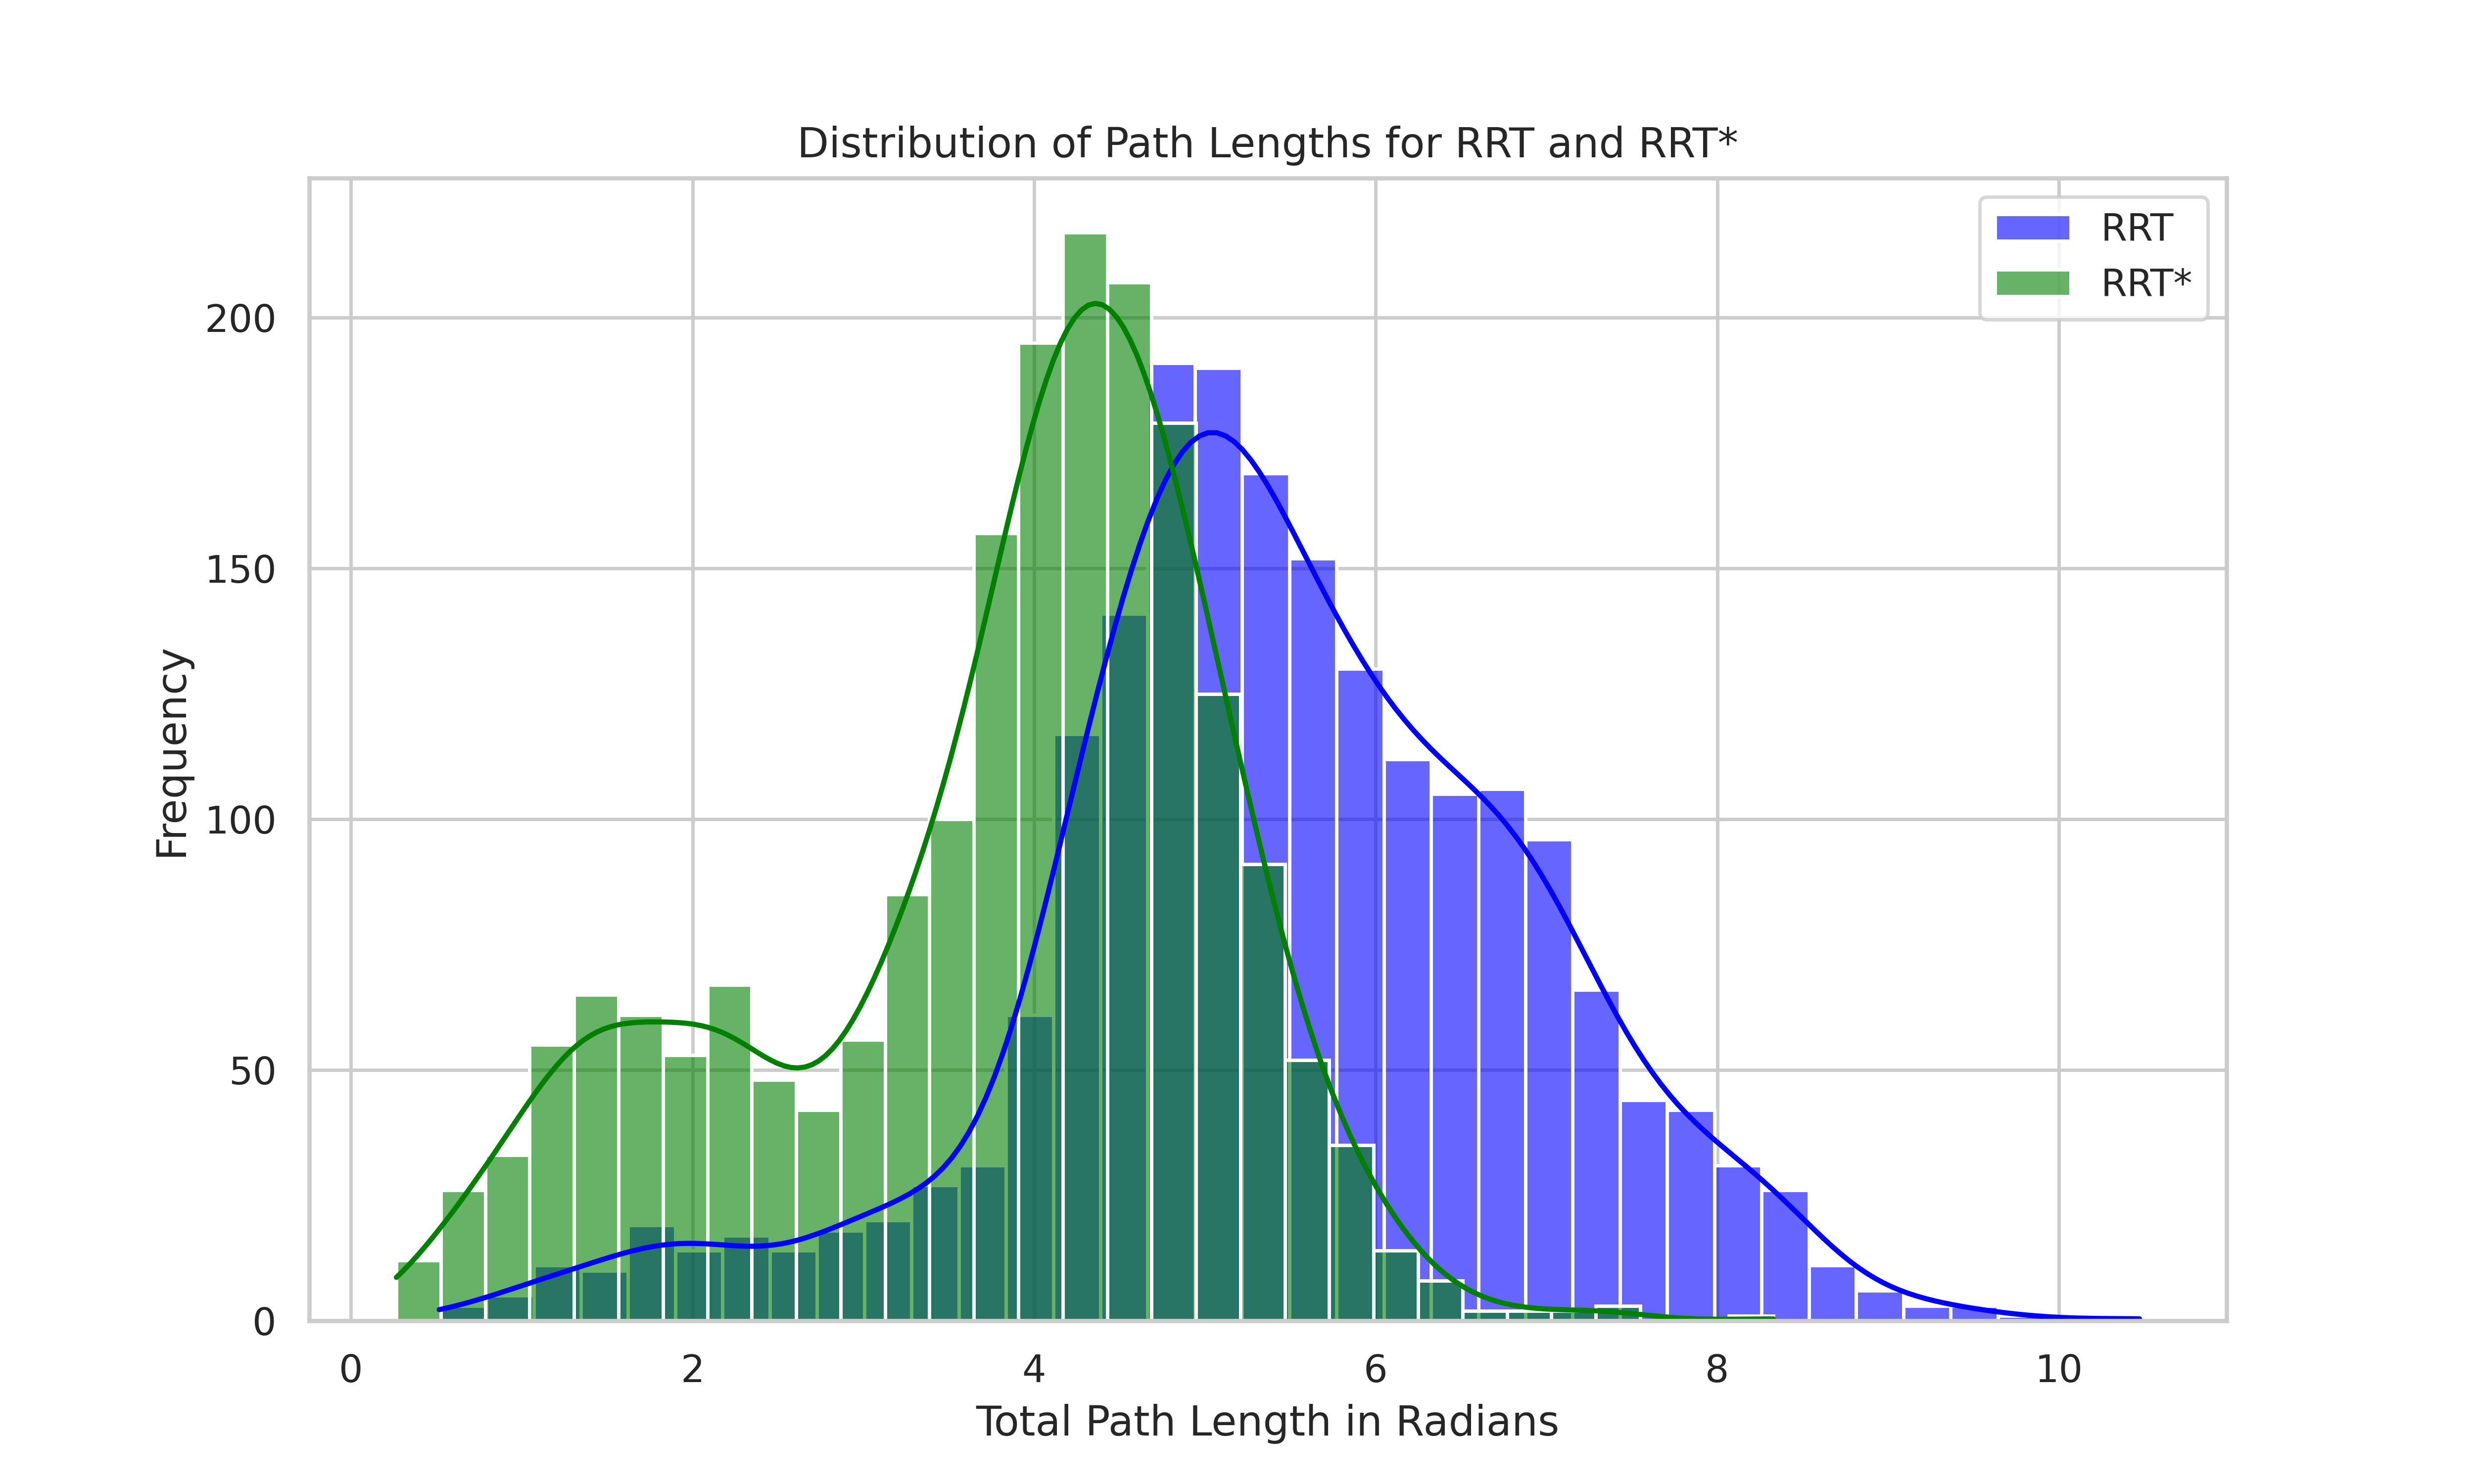 Distribution of Path Lengths for RRT and RRT*
RRT
RRT*
200
150
100
50
0
Frequency
0 2 4 6 8 10
Total Path Length in Radians